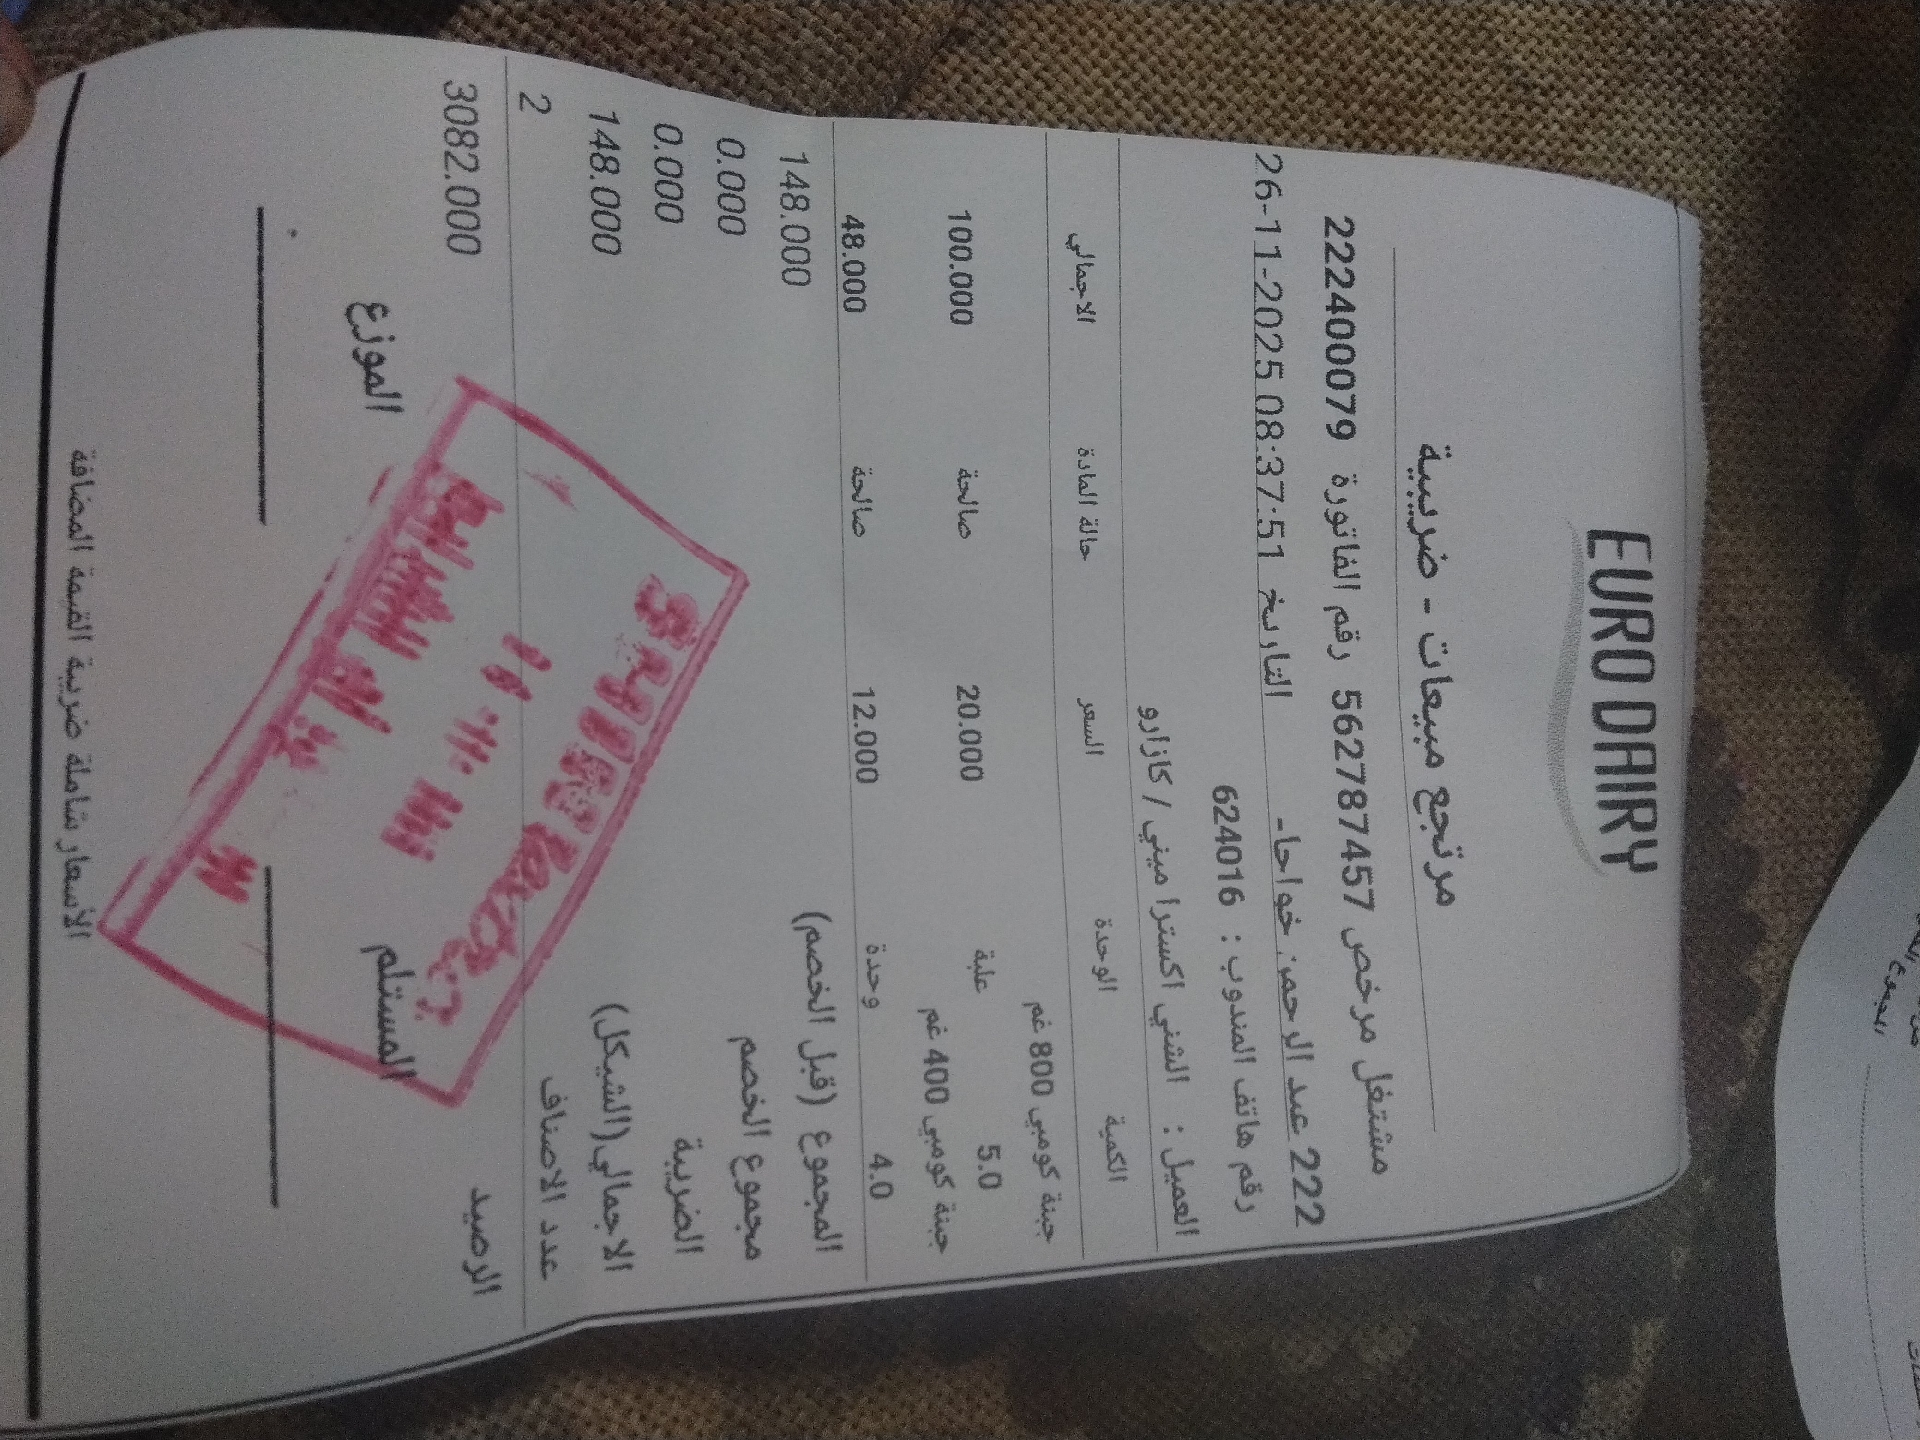 EURO DAIRY
مرتجع مبيعات - ضريبية
مشتغل مرخص 562787457 رقم الفاتورة 222400079
222 عبد الرحمن خواجا- التاريخ 26-11-2025 08:37:51
رقم هاتف المندوب : 624016
العميل : الشني اكسترا ميني / كازارو
الكمية الوحدة السعر حالة المادة الاجمالي
جبنة كومبي 800 غم
5.0 علبة 20.000 صالحة 100.000
جبنة كومبي 400 غم
4.0 وحدة 12.000 صالحة 48.000
المجموع (قبل الخصم) 148.000
مجموع الخصم 0.000
الضريبة 0.000
الاجمالي(الشيكل) 148.000
عدد الاصناف 2
الرصيد 3082.000
المستلم الموزع
الأسعار شاملة ضريبة القيمة المضافة